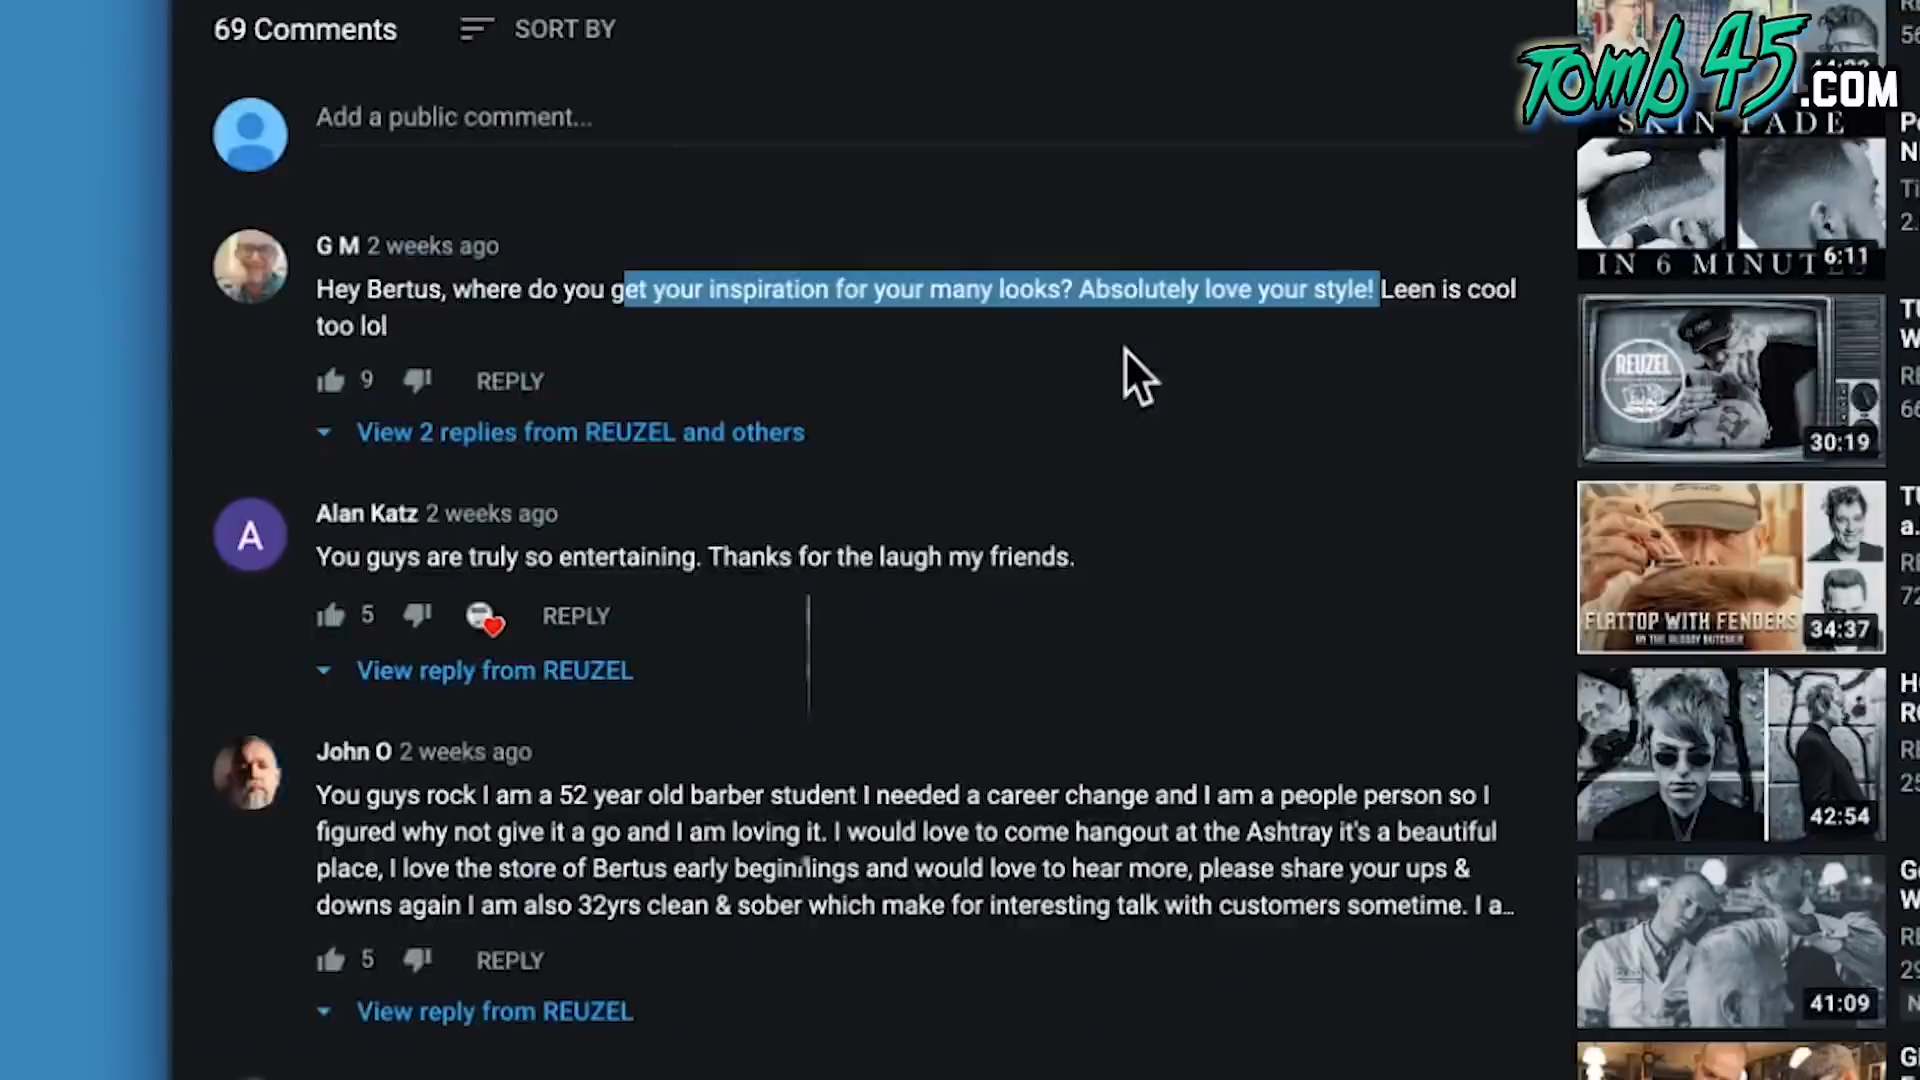 69 Comments
SORT BY
Tomb 45.COM
Add a public comment...
G M 2 weeks ago
Hey Bertus, where do you get your inspiration for your many looks? Absolutely love your style! Leen is cool
too lol
9
REPLY
View 2 replies from REUZEL and others
A
Alan Katz 2 weeks ago
You guys are truly so entertaining. Thanks for the laugh my friends.
5
REPLY
View reply from REUZEL
John O 2 weeks ago
You guys rock I am a 52 year old barber student I needed a career change and I am a people person so I
figured why not give it a go and I am loving it. I would love to come hangout at the Ashtray it's a beautiful
place, I love the store of Bertus early beginnings and would love to hear more, please share your ups &
downs again I am also 32yrs clean & sober which make for interesting talk with customers sometime. I a...
5
REPLY
View reply from REUZEL
SKIN FADE
IN 6 MINUT
6:11
REUZEL
30:19
FLATTOP WITH FENDERS
BY THE BLOODY BUTCHER
34:37
42:54
41:09